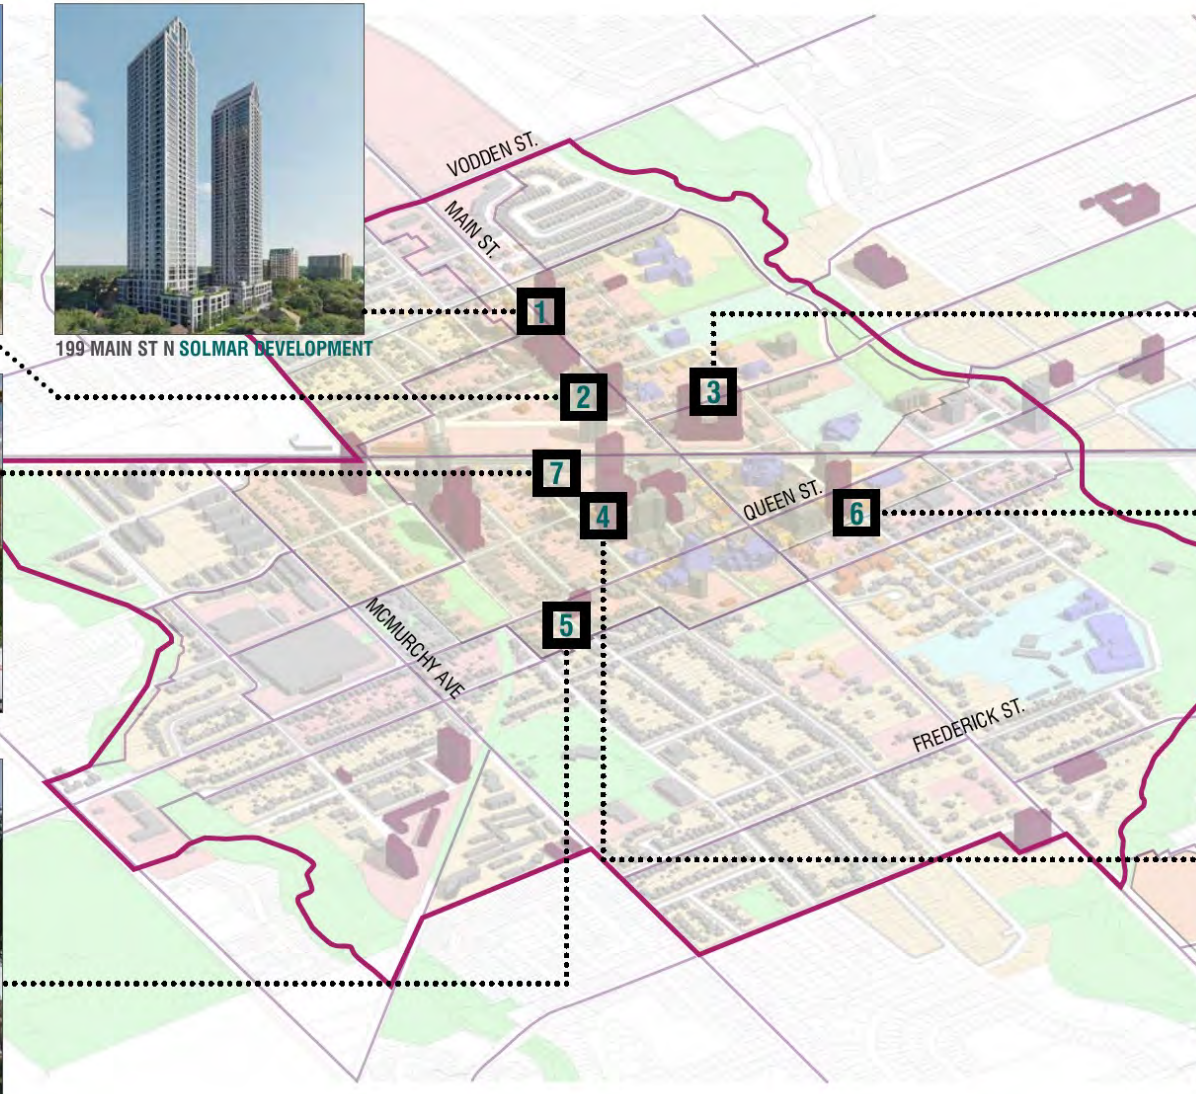 VODDEN ST.
MAIN ST.
1
199 MAIN ST N SOLMAR DEVELOPMENT
2
3
7
4
QUEEN ST.
6
5
MCMURCHY AVE
FREDERICK ST.